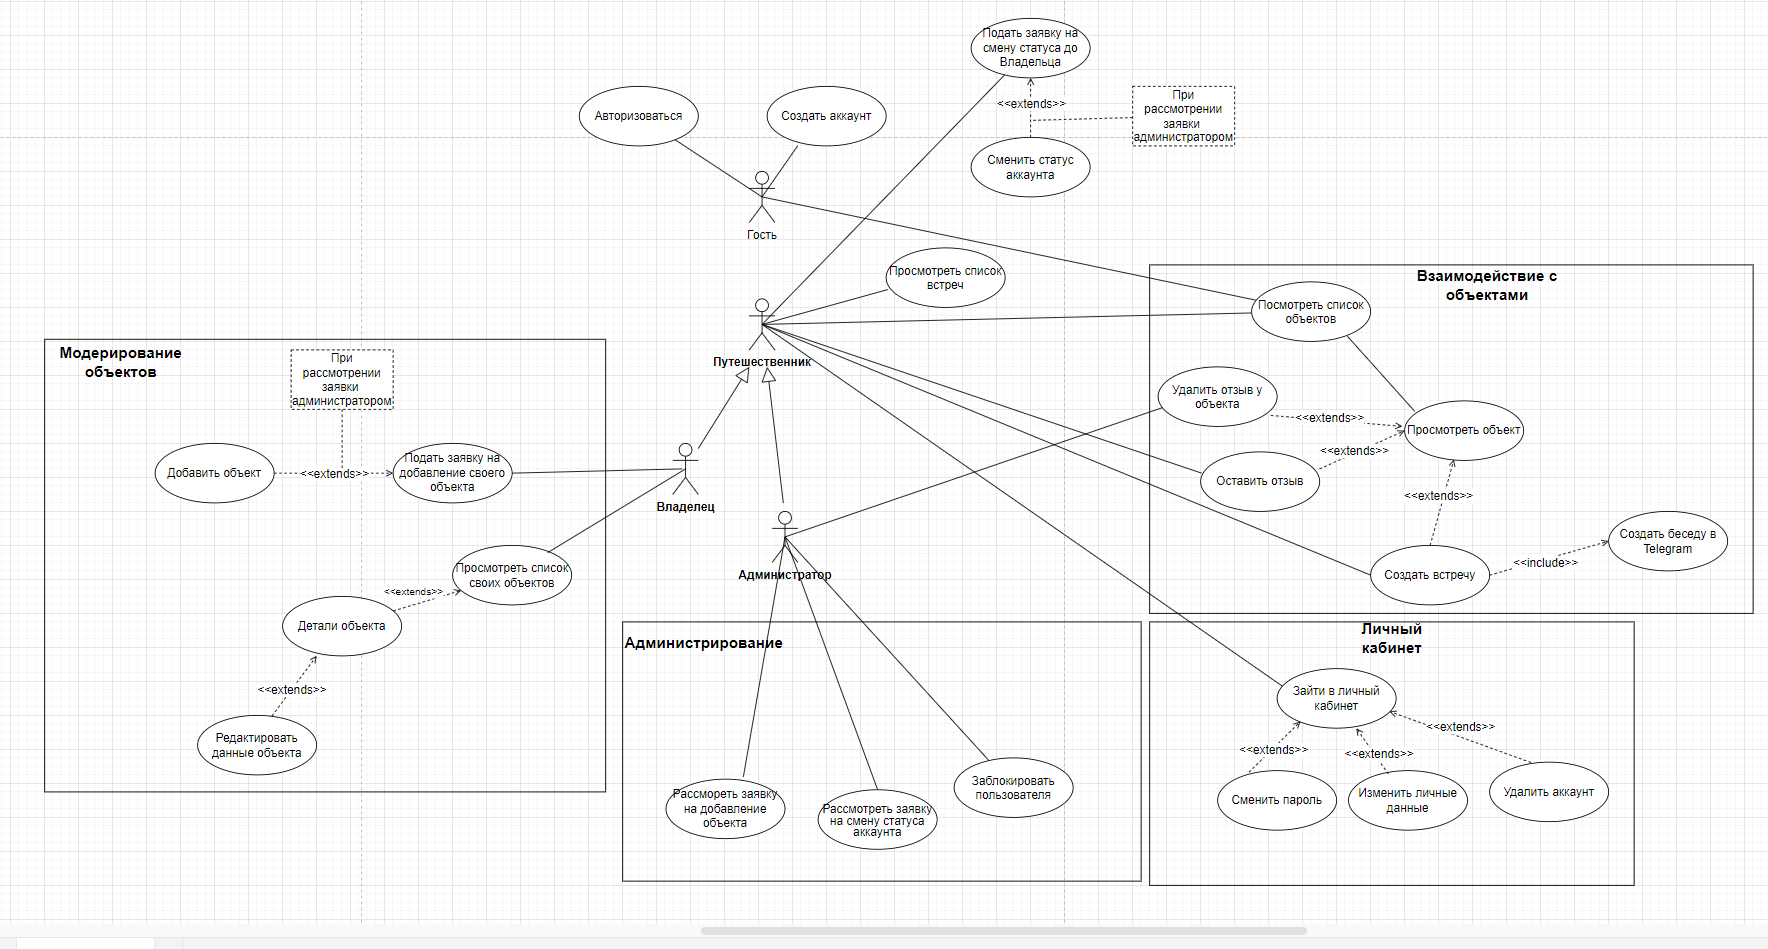 Подать заявку на
смену статуса до
Владельца
<<extends>>
При
рассмотрении
заявки
администратором
Авторизоваться
Создать аккаунт
Сменить статус
аккаунта
Гость
Просмотреть список
встреч
Взаимодействие с
объектами
Посмотреть список
объектов
Путешественник
Модерирование
объектов
При
рассмотрении
заявки
администратором
Удалить отзыв у
объекта
<<extends>>
Просмотреть объект
<<extends>>
Добавить объект
<<extends>>
Подать заявку на
добавление своего
объекта
Оставить отзыв
<<extends>>
Владелец
Создать беседу в
Telegram
<<include>>
Создать встречу
Администратор
Просмотреть список
своих объектов
<<extends>>
Детали объекта
<<extends>>
Редактировать
данные объекта
Администрирование
Рассмореть заявку
на добавление
объекта
Рассмотреть заявку
на смену статуса
аккаунта
Заблокировать
пользователя
Личный
кабинет
Зайти в личный
кабинет
<<extends>>
<<extends>>
<<extends>>
Сменить пароль
Изменить личные
данные
Удалить аккаунт